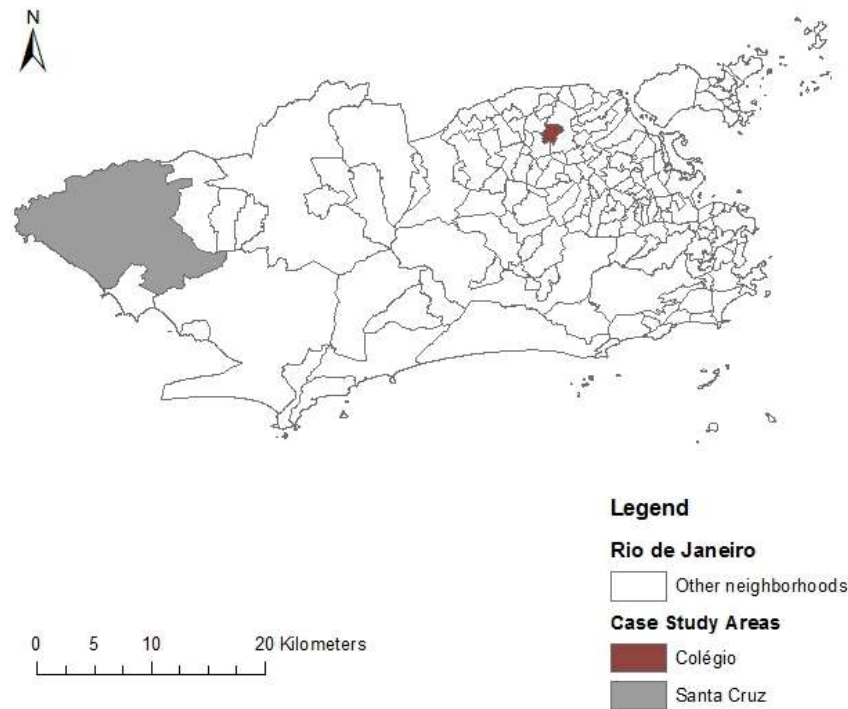 N
Legend
Rio de Janeiro
Other neighborhoods
Case Study Areas
Colégio
Santa Cruz
0 5 10 20 Kilometers